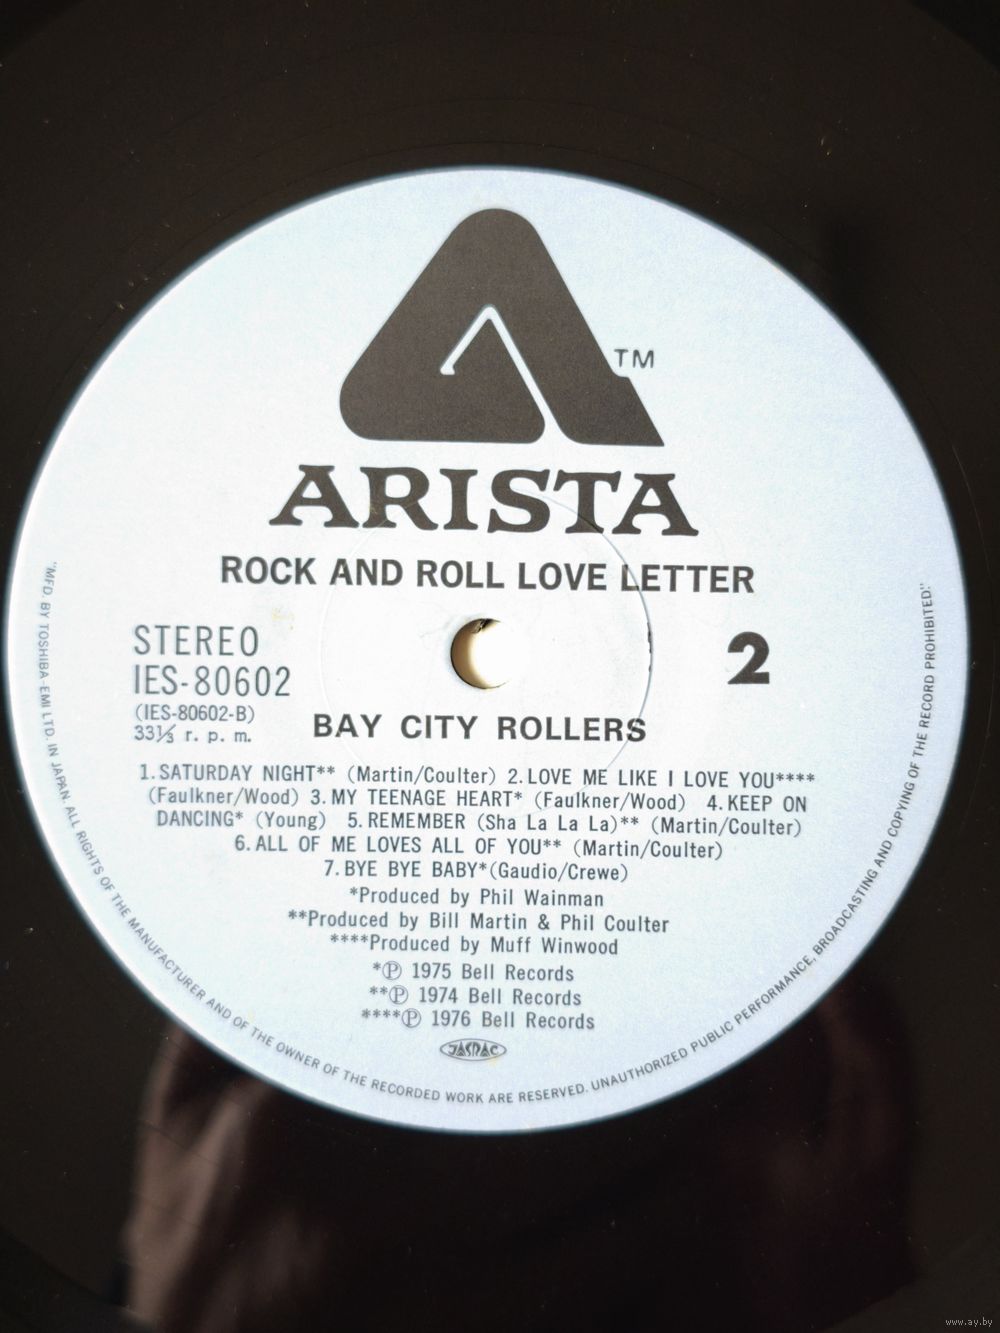 TM
ARISTA
ROCK AND ROLL LOVE LETTER
STEREO
IES-80602
(IES-80602-B)
33⅓ r. p. m.
2
BAY CITY ROLLERS
1. SATURDAY NIGHT** (Martin/Coulter) 2. LOVE ME LIKE I LOVE YOU****
(Faulkner/Wood) 3. MY TEENAGE HEART* (Faulkner/Wood) 4. KEEP ON
DANCING* (Young) 5. REMEMBER (Sha La La La)** (Martin/Coulter)
6. ALL OF ME LOVES ALL OF YOU** (Martin/Coulter)
7. BYE BYE BABY* (Gaudio/Crewe)
*Produced by Phil Wainman
**Produced by Bill Martin & Phil Coulter
****Produced by Muff Winwood
*℗ 1975 Bell Records
**℗ 1974 Bell Records
****℗ 1976 Bell Records
JASRAC
"MFD. BY TOSHIBA-EMI LTD. IN JAPAN. ALL RIGHTS OF THE MANUFACTURER AND OF THE OWNER OF THE RECORDED WORK ARE RESERVED. UNAUTHORIZED PUBLIC PERFORMANCE, BROADCASTING AND COPYING OF THE RECORD PROHIBITED."
www.ay.by